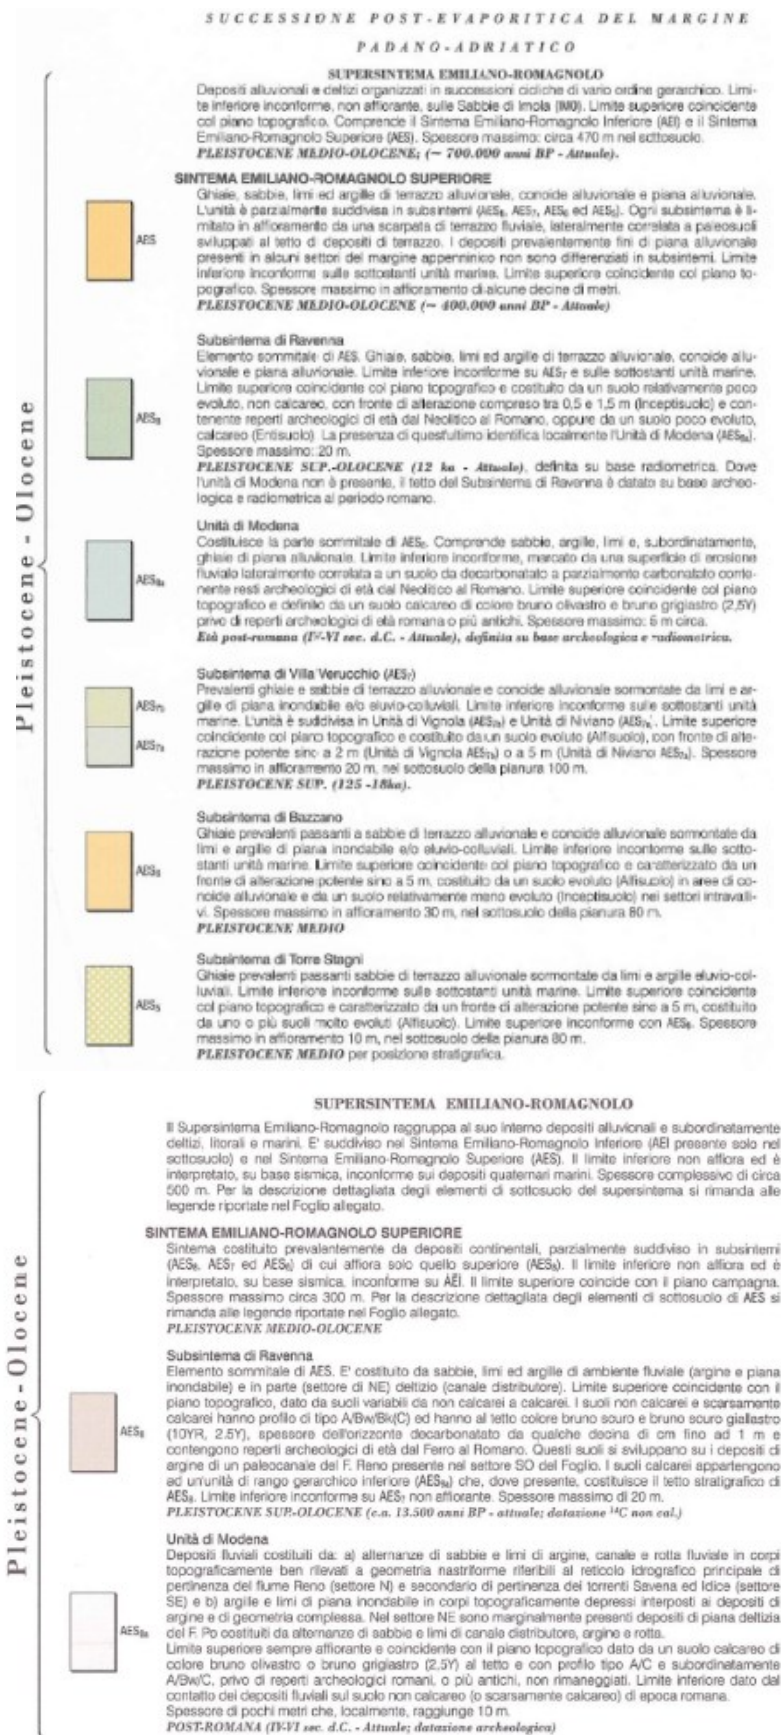 SUCCESSIONE POST-EVAPORITICA DEL MARGINE
PADANO-ADRIATICO
SUPERSINTEMA EMILIANO-ROMAGNOLO
Depositi alluvionali e deltizi organizzati in successioni cicliche di vario ordine gerarchico. Limi-
te inferiore inconforme, non affiorante, sulle Sabbie di Imola (IMO). Limite superiore coincidente
col piano topografico. Comprende il Sintema Emiliano-Romagnolo Inferiore (AEI) e il Sintema
Emiliano-Romagnolo Superiore (AES). Spessore massimo: circa 470 m nel sottosuolo.
PLEISTOCENE MEDIO-OLOCENE; (~ 700.000 anni BP - Attuale).
SINTEMA EMILIANO-ROMAGNOLO SUPERIORE
Ghiaie, sabbie, limi ed argille di terrazzo alluvionale, conoide alluvionale e piana alluvionale.
L'unità è parzialmente suddivisa in subsintemi (AES8, AES7, AES6 ed AES5). Ogni subsintema è li-
mitato in affioramento da una scarpata di terrazzo fluviale, lateralmente correlata a paleosuoli
sviluppati al tetto di depositi di terrazzo. I depositi prevalentemente fini di piana alluvionale
presenti in alcuni settori del margine appenninico non sono differenziati in subsintemi. Limite
inferiore inconforme sulle sottostanti unità marine. Limite superiore coincidente col piano to-
pografico. Spessore massimo in affioramento di alcune decine di metri.
PLEISTOCENE MEDIO-OLOCENE (~ 400.000 anni BP - Attuale)
AES
Subsintema di Ravenna
Elemento sommitale di AES. Ghiaie, sabbie, limi ed argille di terrazzo alluvionale, conoide allu-
vionale e piana alluvionale. Limite inferiore inconforme su AES7 e sulle sottostanti unità marine.
Limite superiore coincidente col piano topografico e costituito da un suolo relativamente poco
evoluto, non calcareo, con fronte di alterazione compreso tra 0,5 e 1,5 m (Inceptisuolo) e con-
tenente reperti archeologici di età dal Neolitico al Romano, oppure da un suolo poco evoluto,
calcareo (Entisuolo). La presenza di quest'ultimo identifica localmente l'Unità di Modena (AES8a).
Spessore massimo: 20 m.
PLEISTOCENE SUP.-OLOCENE (12 ka - Attuale), definita su base radiometrica. Dove
l'unità di Modena non è presente, il tetto del Subsintema di Ravenna è datato su base archeo-
logica e radiometrica al periodo romano.
AES8
Unità di Modena
Costituisce la parte sommitale di AES8. Comprende sabbie, argille, limi e, subordinatamente,
ghiaie di piana alluvionale. Limite inferiore inconforme, marcato da una superficie di erosione
fluviale lateralmente correlata a un suolo da decarbonatato a parzialmente carbonatato conte-
nente resti archeologici di età dal Neolitico al Romano. Limite superiore coincidente col piano
topografico e definito da un suolo calcareo di colore bruno olivastro e bruno grigiastro (2,5Y)
privo di reperti archeologici di età romana o più antichi. Spessore massimo: 6 m circa.
Età post-romana (IV-VI sec. d.C. - Attuale), definita su base archeologica e radiometrica.
AES8a
Subsintema di Villa Verucchio (AES7)
Prevalenti ghiaie e sabbie di terrazzo alluvionale e conoide alluvionale sormontate da limi e ar-
gille di piana inondabile e/o eluvio-colluviali. Limite inferiore inconforme sulle sottostanti unità
marine. L'unità è suddivisa in Unità di Vignola (AES7b) e Unità di Niviano (AES7a). Limite superiore
coincidente col piano topografico e costituito da un suolo evoluto (Alfisuolo), con fronte di alte-
razione potente sino a 2 m (Unità di Vignola AES7b) o a 5 m (Unità di Niviano AES7a). Spessore
massimo in affioramento 20 m, nel sottosuolo della pianura 100 m.
PLEISTOCENE SUP. (125 -18ka).
AES7b
AES7a
Subsintema di Bazzano
Ghiaie prevalenti passanti a sabbie di terrazzo alluvionale e conoide alluvionale sormontate da
limi e argille di piana inondabile e/o eluvio-colluviali. Limite inferiore inconforme sulle sotto-
stanti unità marine. Limite superiore coincidente col piano topografico e caratterizzato da un
fronte di alterazione potente sino a 5 m, costituito da un suolo evoluto (Alfisuolo) in aree di co-
noide alluvionale e da un suolo relativamente meno evoluto (Inceptisuolo) nei settori intravalli-
vi. Spessore massimo in affioramento 30 m, nel sottosuolo della pianura 80 m.
PLEISTOCENE MEDIO
AES6
Subsintema di Torre Stagni
Ghiaie prevalenti passanti sabbie di terrazzo alluvionale sormontate da limi e argille eluvio-col-
luviali. Limite inferiore inconforme sulle sottostanti unità marine. Limite superiore coincidente
col piano topografico e caratterizzato da un fronte di alterazione potente sino a 5 m, costituito
da uno o più suoli molto evoluti (Alfisuolo). Limite superiore inconforme con AES6. Spessore
massimo in affioramento 10 m, nel sottosuolo della pianura 80 m.
PLEISTOCENE MEDIO per posizione stratigrafica.
AES5
Pleistocene - Olocene
SUPERSINTEMA EMILIANO-ROMAGNOLO
Il Supersintema Emiliano-Romagnolo raggruppa al suo interno depositi alluvionali e subordinatamente
deltizi, litorali e marini. E' suddiviso nel Sintema Emiliano-Romagnolo Inferiore (AEI presente solo nel
sottosuolo) e nel Sintema Emiliano-Romagnolo Superiore (AES). Il limite inferiore non affiora ed è
interpretato, su base sismica, inconforme sui depositi quaternari marini. Spessore complessivo di circa
500 m. Per la descrizione dettagliata degli elementi di sottosuolo del supersintema si rimanda alle
legende riportate nel Foglio allegato.
SINTEMA EMILIANO-ROMAGNOLO SUPERIORE
Sintema costituito prevalentemente da depositi continentali, parzialmente suddiviso in subsintemi
(AES8, AES7 ed AES6) di cui affiora solo quello superiore (AES8). Il limite inferiore non affiora ed è
interpretato, su base sismica, inconforme su AEI. Il limite superiore coincide con il piano campagna.
Spessore massimo circa 300 m. Per la descrizione dettagliata degli elementi di sottosuolo di AES si
rimanda alle legende riportate nel Foglio allegato.
PLEISTOCENE MEDIO-OLOCENE
Subsintema di Ravenna
Elemento sommitale di AES. E' costituito da sabbie, limi ed argille di ambiente fluviale (argine e piana
inondabile) e in parte (settore di NE) deltizio (canale distributore). Limite superiore coincidente con il
piano topografico, dato da suoli variabili da non calcarei a calcarei. I suoli non calcarei e scarsamente
calcarei hanno profilo di tipo A/Bw/Bk(C) ed hanno al tetto colore bruno scuro e bruno scuro giallastro
(10YR, 2.5Y), spessore dell'orizzonte decarbonatato da qualche decina di cm fino ad 1 m e
contengono reperti archeologici di età dal Ferro al Romano. Questi suoli si sviluppano su i depositi di
argine di un paleocanale del F. Reno presente nel settore SO del Foglio. I suoli calcarei appartengono
ad un'unità di rango gerarchico inferiore (AES8a) che, dove presente, costituisce il tetto stratigrafico di
AES8. Limite inferiore inconforme su AES7 non affiorante. Spessore massimo di 20 m.
PLEISTOCENE SUP.-OLOCENE (c.a. 13.500 anni BP - attuale; datazione 14C non cal.)
AES8
Unità di Modena
Depositi fluviali costituiti da: a) alternanze di sabbie e limi di argine, canale e rotta fluviale in corpi
topograficamente ben rilevati a geometria nastriforme riferibili al reticolo idrografico principale di
pertinenza del fiume Reno (settore N) e secondario di pertinenza dei torrenti Savena ed Idice (settore
SE) e b) argille e limi di piana inondabile in corpi topograficamente depressi interposti ai depositi di
argine e di geometria complessa. Nel settore NE sono marginalmente presenti depositi di piana deltizia
del F. Po costituiti da alternanze di sabbie e limi di canale distributore, argine e rotta.
Limite superiore sempre affiorante e coincidente con il piano topografico dato da un suolo calcareo di
colore bruno olivastro o bruno grigiastro (2,5Y) al tetto e con profilo tipo A/C e subordinatamente
A/Bw/C, privo di reperti archeologici romani, o più antichi, non rimaneggiati. Limite inferiore dato dal
contatto dei depositi fluviali sul suolo non calcareo (o scarsamente calcareo) di epoca romana.
Spessore di pochi metri che, localmente, raggiunge 10 m.
POST-ROMANA (IV-VI sec. d.C. - Attuale; datazione archeologica)
AES8a
Pleistocene - Olocene